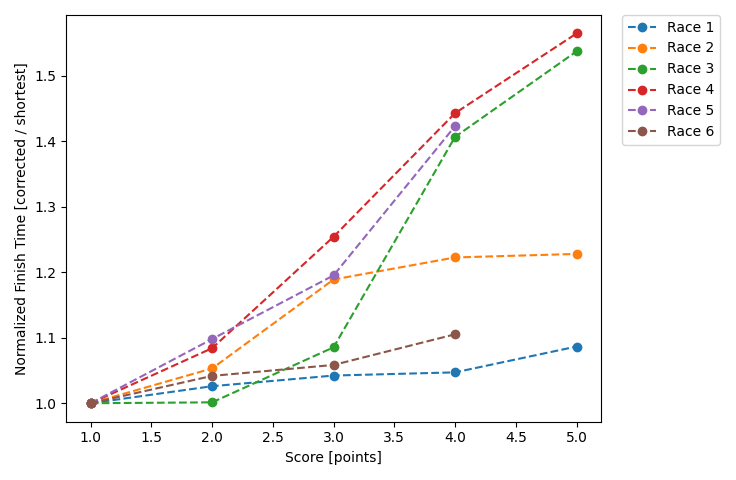 Normalized Finish Time [corrected / shortest]
1.5
1.4
1.3
1.2
1.1
1.0
1.0 1.5 2.0 2.5 3.0 3.5 4.0 4.5 5.0
Score [points]
Race 1
Race 2
Race 3
Race 4
Race 5
Race 6